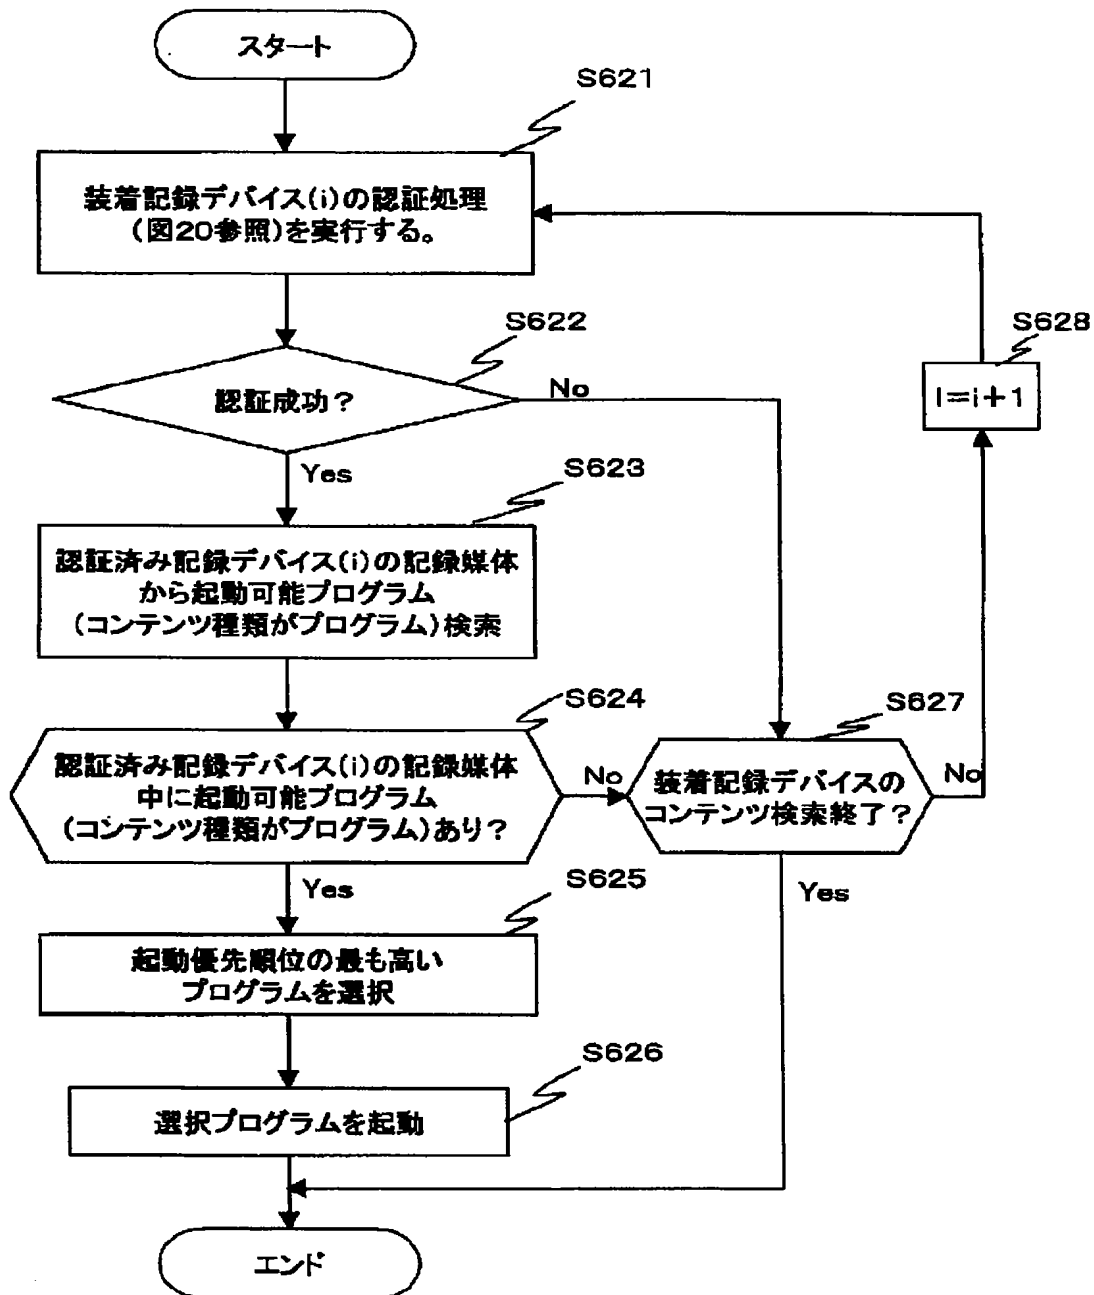 スタート
S621
装着記録デバイス(i)の認証処理
(図20参照)を実行する。
S622
認証成功？
No
Yes
S628
I=i+1
S623
認証済み記録デバイス(i)の記録媒体
から起動可能プログラム
(コンテンツ種類がプログラム)検索
S624
認証済み記録デバイス(i)の記録媒体
中に起動可能プログラム
(コンテンツ種類がプログラム)あり？
No
Yes
S627
装着記録デバイスの
コンテンツ検索終了？
No
Yes
S625
起動優先順位の最も高い
プログラムを選択
S626
選択プログラムを起動
エンド